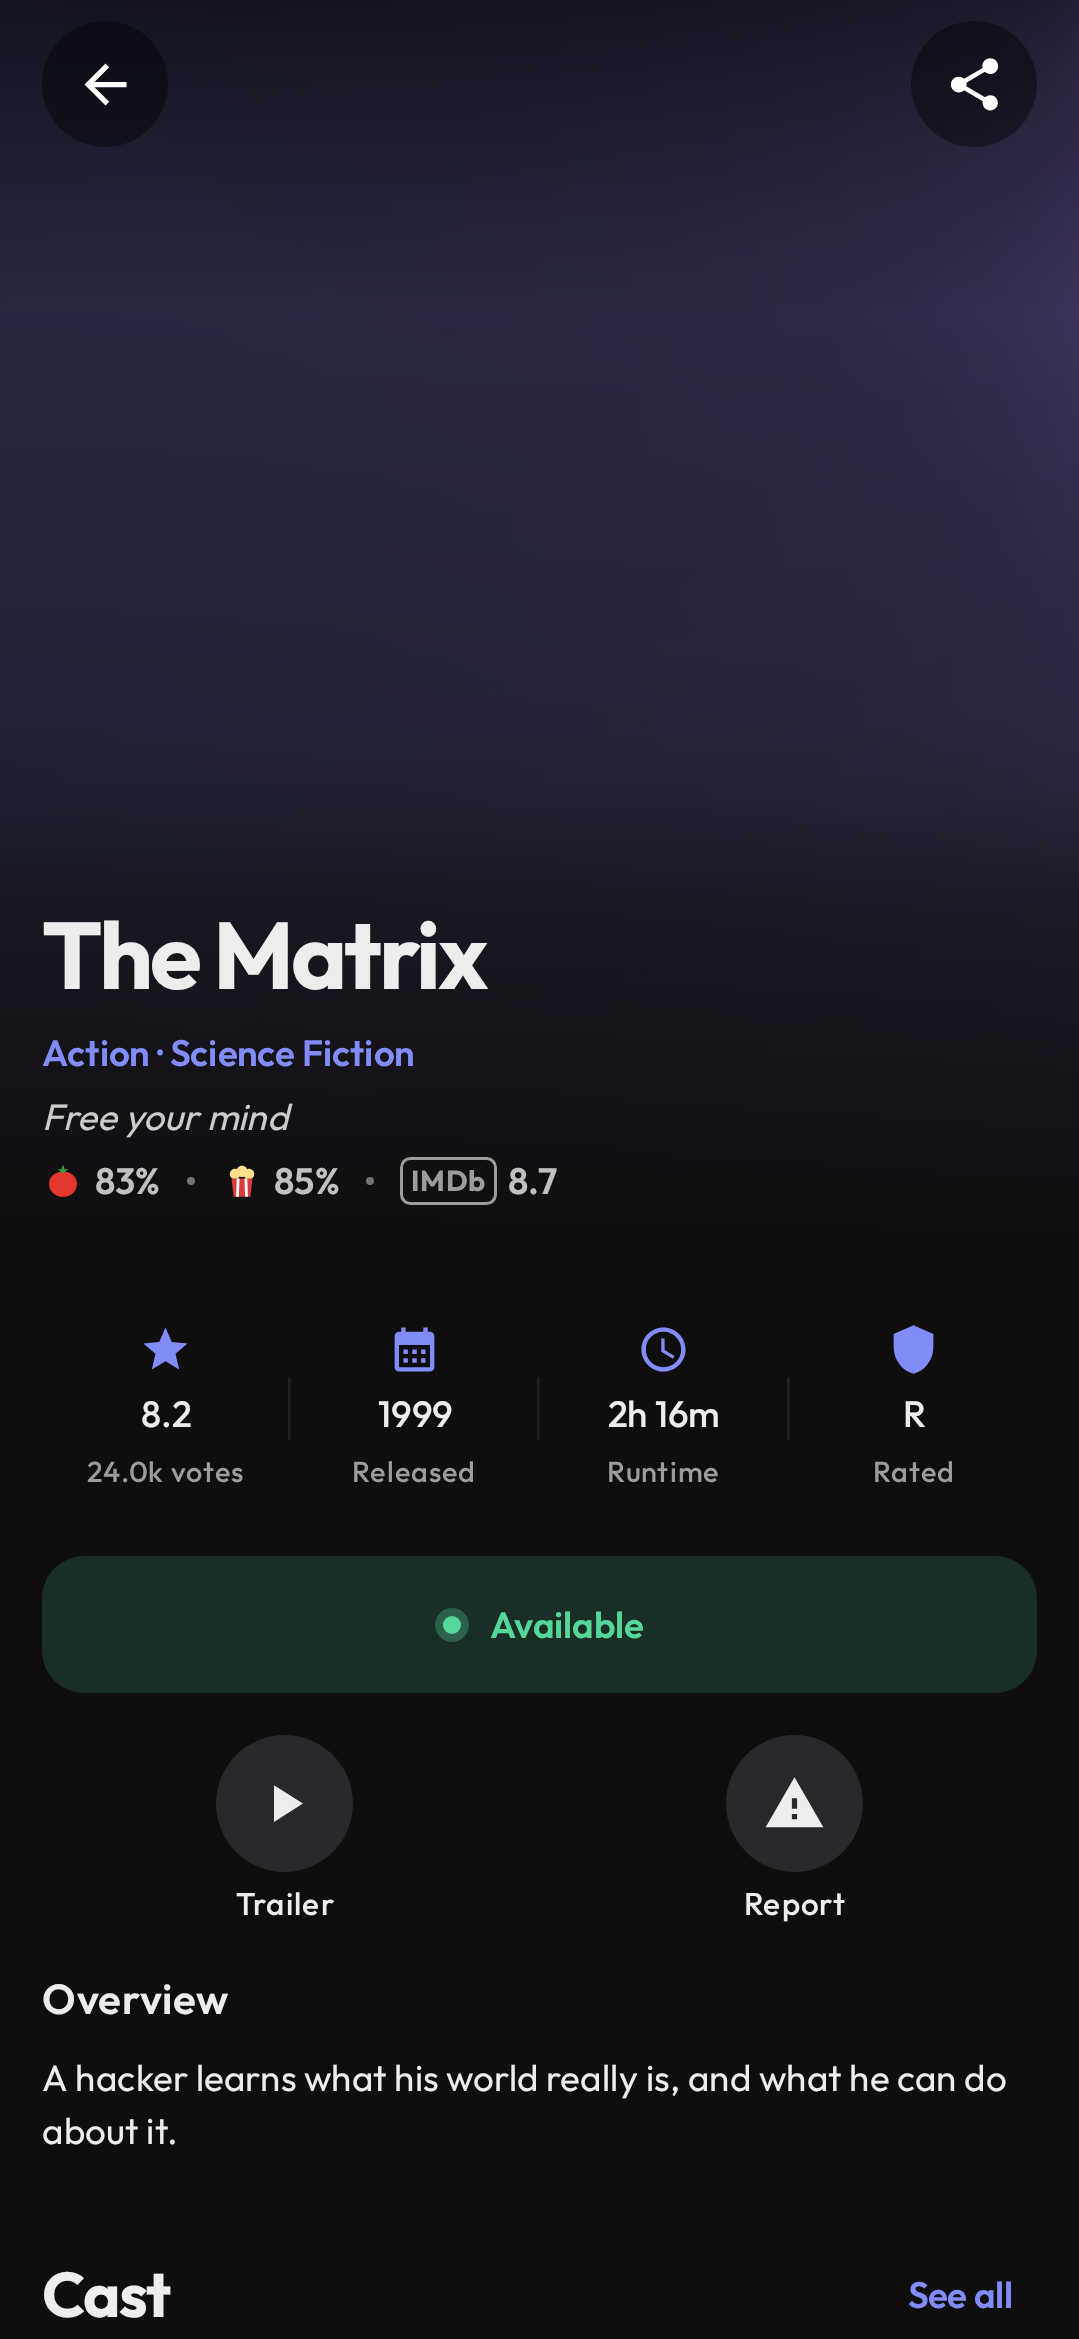 The Matrix
Action · Science Fiction
Free your mind
83% • 85% • IMDb 8.7
8.2 1999 2h 16m R
24.0k votes Released Runtime Rated
Available
Trailer Report
Overview
A hacker learns what his world really is, and what he can do
about it.
Cast See all